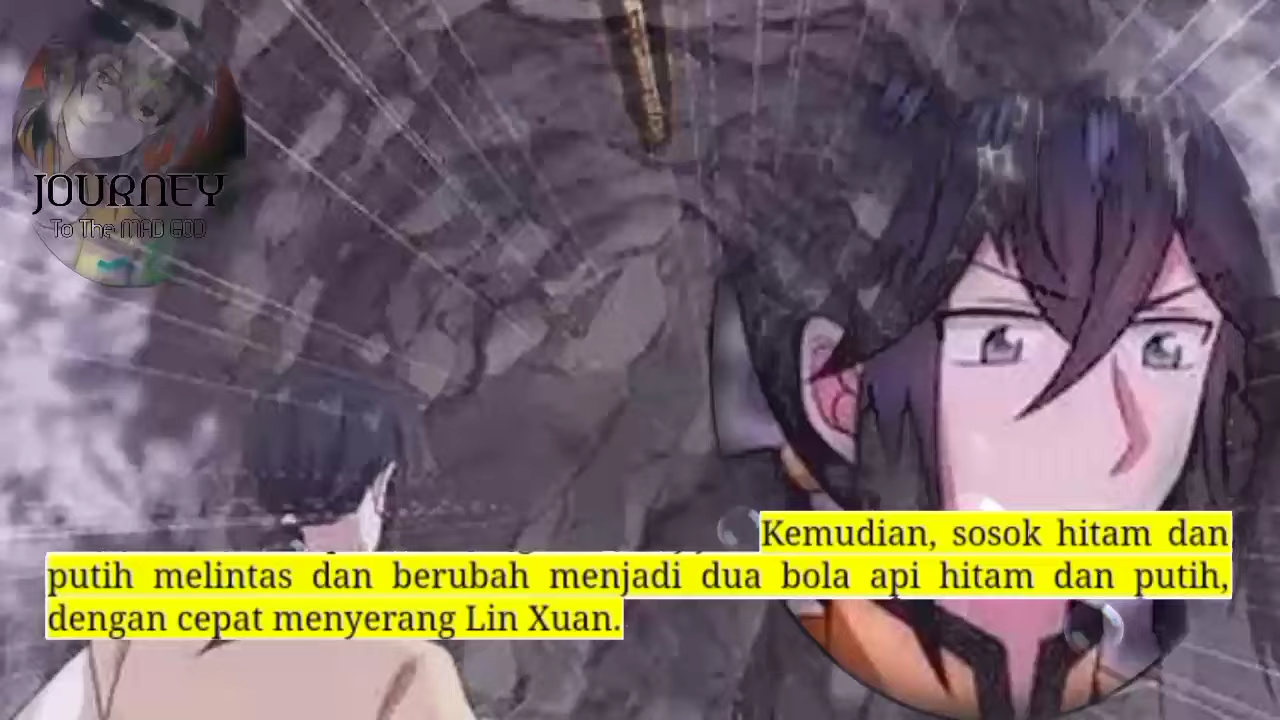 JOURNEY
To The MAD GOD
Kemudian, sosok hitam dan
putih melintas dan berubah menjadi dua bola api hitam dan putih,
dengan cepat menyerang Lin Xuan.